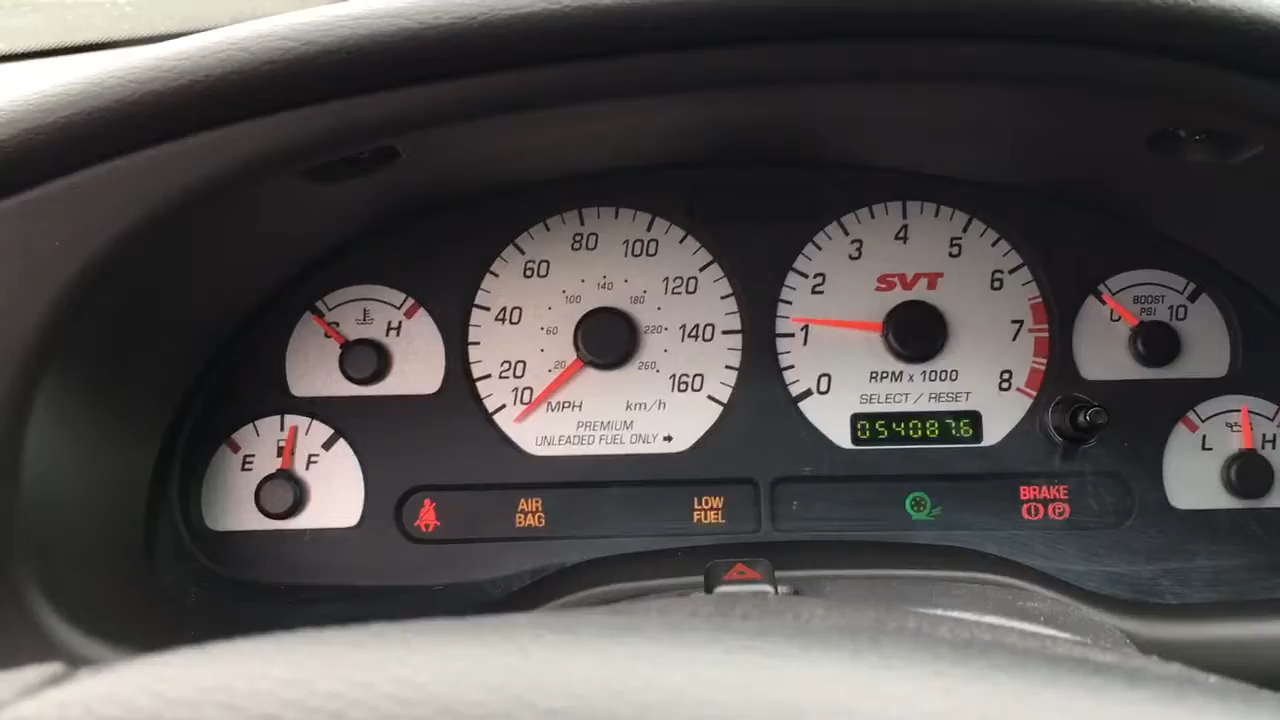 C H
E F
10 20 40 60 80 100 120 140 160
20 60 100 140 180 220 260
MPH km/h
PREMIUM
UNLEADED FUEL ONLY
0 1 2 3 4 5 6 7 8
SVT
RPM x 1000
SELECT / RESET
054087.6
BOOST
PSI
0 10
L H
AIR
BAG
LOW
FUEL
BRAKE
(!) (P)